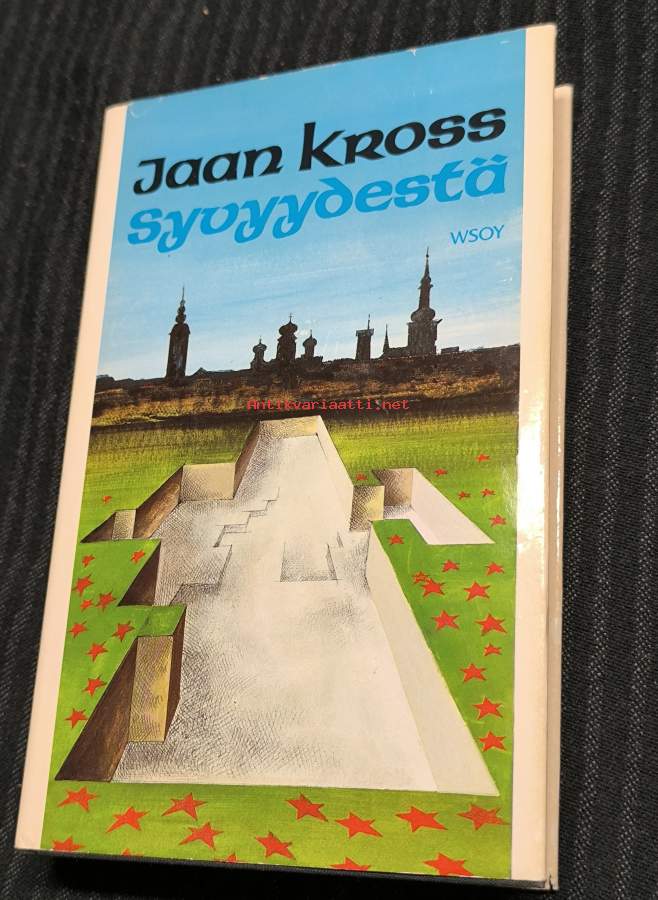 Jaan Kross
Syvyydestä
WSOY
Antikvariaatti.net